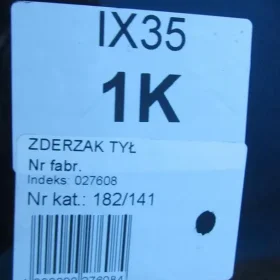 IX35
1K
ZDERZAK TYŁ
Nr fabr.
Indeks: 027608
Nr kat.: 182/141